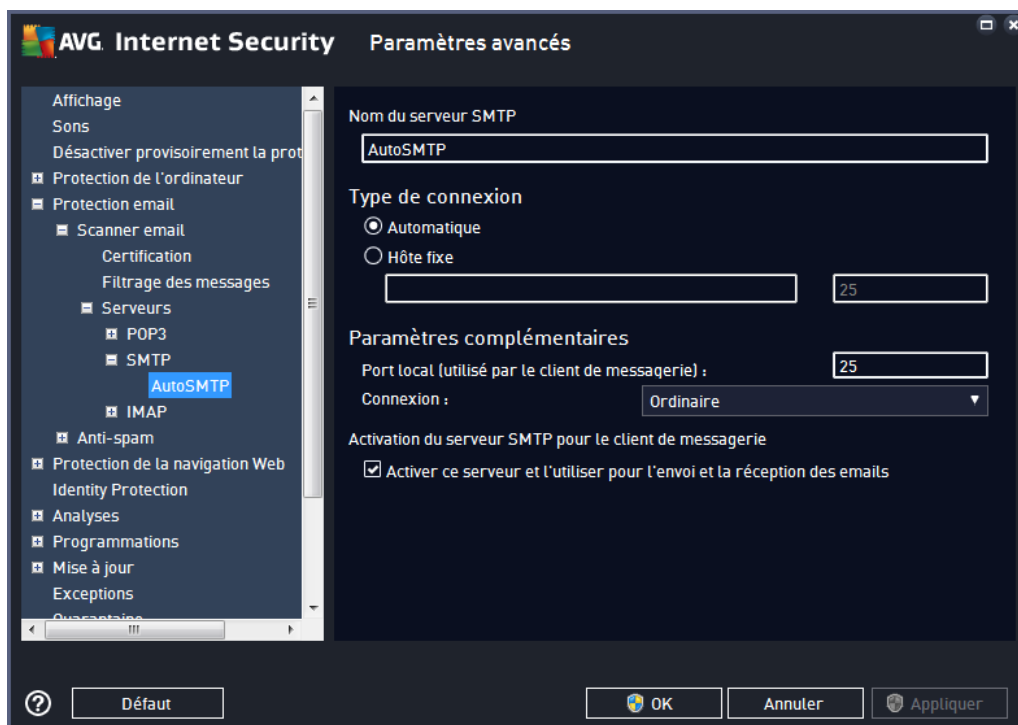 AVG. Internet Security Paramètres avancés
Affichage
Sons
Désactiver provisoirement la prot
Protection de l'ordinateur
Protection email
Scanner email
Certification
Filtrage des messages
Serveurs
POP3
SMTP
AutoSMTP
IMAP
Anti-spam
Protection de la navigation Web
Identity Protection
Analyses
Programmations
Mise à jour
Exceptions
Quarantaine
Nom du serveur SMTP
AutoSMTP
Type de connexion
Automatique
Hôte fixe
25
Paramètres complémentaires
Port local (utilisé par le client de messagerie) : 25
Connexion : Ordinaire
Activation du serveur SMTP pour le client de messagerie
Activer ce serveur et l'utiliser pour l'envoi et la réception des emails
? Défaut OK Annuler Appliquer